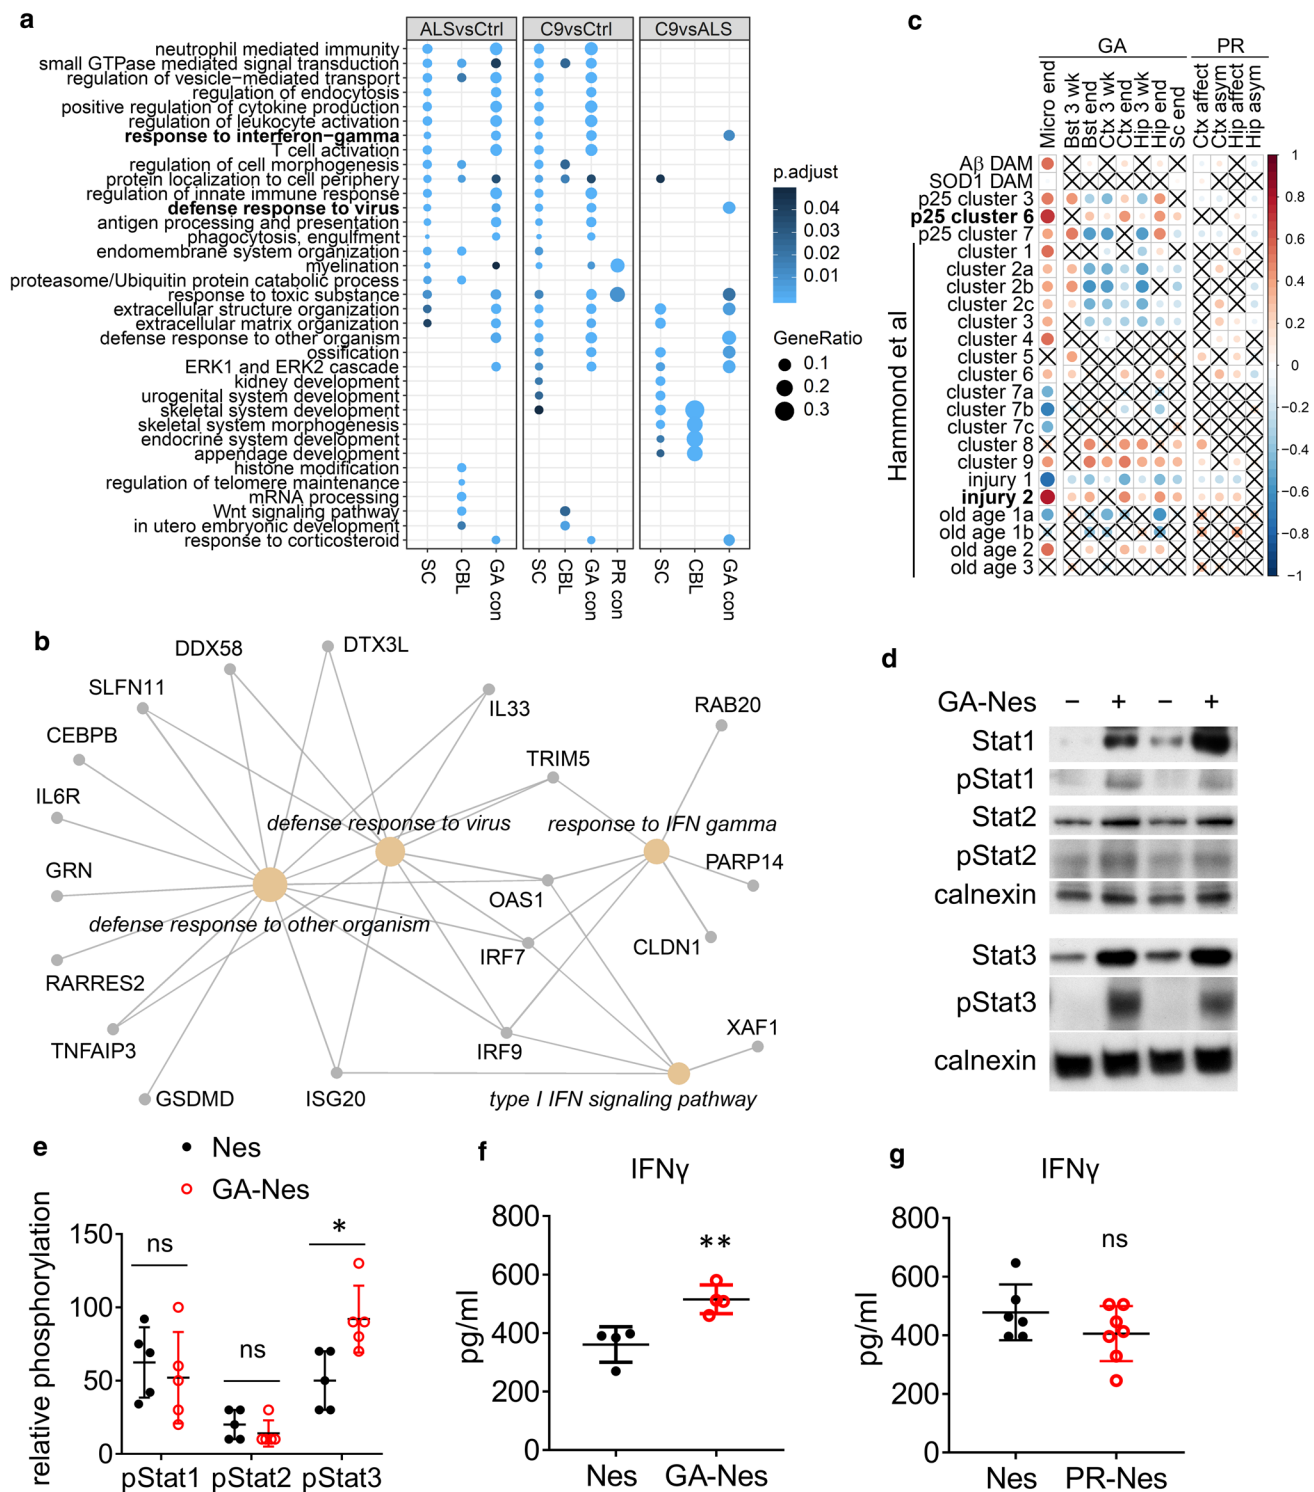 a
ALSvsCtrl C9vsCtrl C9vsALS
neutrophil mediated immunity
small GTPase mediated signal transduction
regulation of vesicle−mediated transport
regulation of endocytosis
positive regulation of cytokine production
regulation of leukocyte activation
response to interferon−gamma
T cell activation
regulation of cell morphogenesis
protein localization to cell periphery
regulation of innate immune response
defense response to virus
antigen processing and presentation
phagocytosis, engulfment
endomembrane system organization
myelination
proteasome/Ubiquitin protein catabolic process
response to toxic substance
extracellular structure organization
extracellular matrix organization
defense response to other organism
ossification
ERK1 and ERK2 cascade
kidney development
urogenital system development
skeletal system development
skeletal system morphogenesis
endocrine system development
appendage development
histone modification
regulation of telomere maintenance
mRNA processing
Wnt signaling pathway
in utero embryonic development
response to corticosteroid
SC CBL GA con SC CBL GA con PR con SC CBL GA con
p.adjust
0.04
0.03
0.02
0.01
GeneRatio
0.1
0.2
0.3
c
GA PR
Micro end Bst 3 wk Bst end Ctx 3 wk Ctx end Hip 3 wk Hip end Sc end Ctx affect Ctx asym Hip affect Hip asym
Aβ DAM
SOD1 DAM
p25 cluster 3
p25 cluster 6
p25 cluster 7
cluster 1
cluster 2a
cluster 2b
cluster 2c
cluster 3
cluster 4
cluster 5
cluster 6
cluster 7a
cluster 7b
cluster 7c
cluster 8
cluster 9
injury 1
injury 2
old age 1a
old age 1b
old age 2
old age 3
Hammond et al
1
0.8
0.6
0.4
0.2
0
−0.2
−0.4
−0.6
−0.8
−1
b
DDX58
DTX3L
SLFN11
IL33
RAB20
CEBPB
TRIM5
IL6R
defense response to virus
response to IFN gamma
GRN
PARP14
OAS1
defense response to other organism
IRF7
CLDN1
RARRES2
TNFAIP3
IRF9
XAF1
GSDMD
ISG20
type I IFN signaling pathway
d
GA-Nes − + − +
Stat1
pStat1
Stat2
pStat2
calnexin
Stat3
pStat3
calnexin
e
Nes
GA-Nes
relative phosphorylation
150
100
50
0
ns
ns
*
pStat1 pStat2 pStat3
f
IFNγ
pg/ml
800
600
400
200
0
**
Nes GA-Nes
g
IFNγ
pg/ml
800
600
400
200
0
ns
Nes PR-Nes